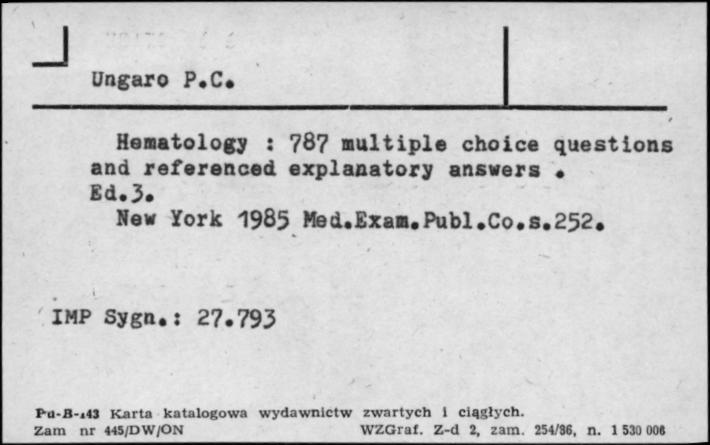 Ungaro P.C.
Hematology : 787 multiple choice questions
and referenced explanatory answers .
Ed.3.
New York 1985 Med.Exam.Publ.Co.s.252.
IMP Sygn.: 27.793
Pu-B-143 Karta katalogowa wydawnictw zwartych i ciągłych.
Zam nr 445/DW/ON WZGraf. Z-d 2, zam. 254/86, n. 1 530 006